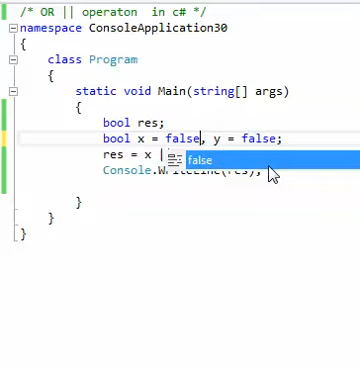 /* OR || operaton  in c# */
namespace ConsoleApplication30
{
class Program
{
static void Main(string[] args)
{
bool res;
bool x = false, y = false;
res = x |
false
Console.WriteLine(res);
}
}
}